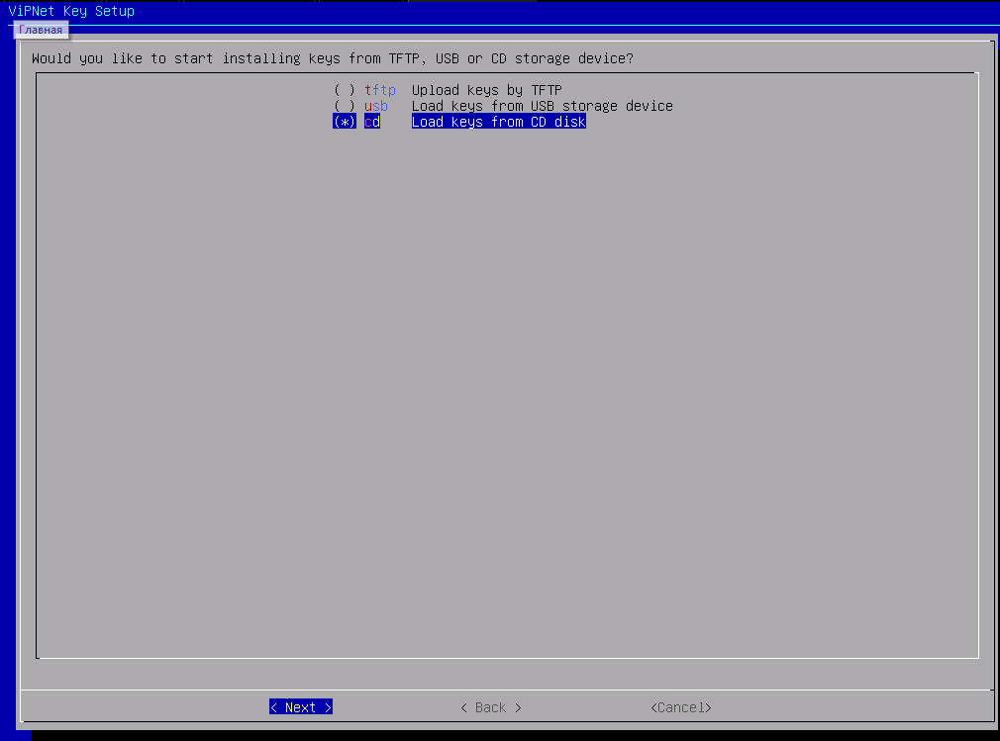 ViPNet Key Setup
Главная
Would you like to start installing keys from TFTP, USB or CD storage device?
( ) tftp Upload keys by TFTP
( ) usb Load keys from USB storage device
(*) cd Load keys from CD disk
< Next > < Back > <Cancel>